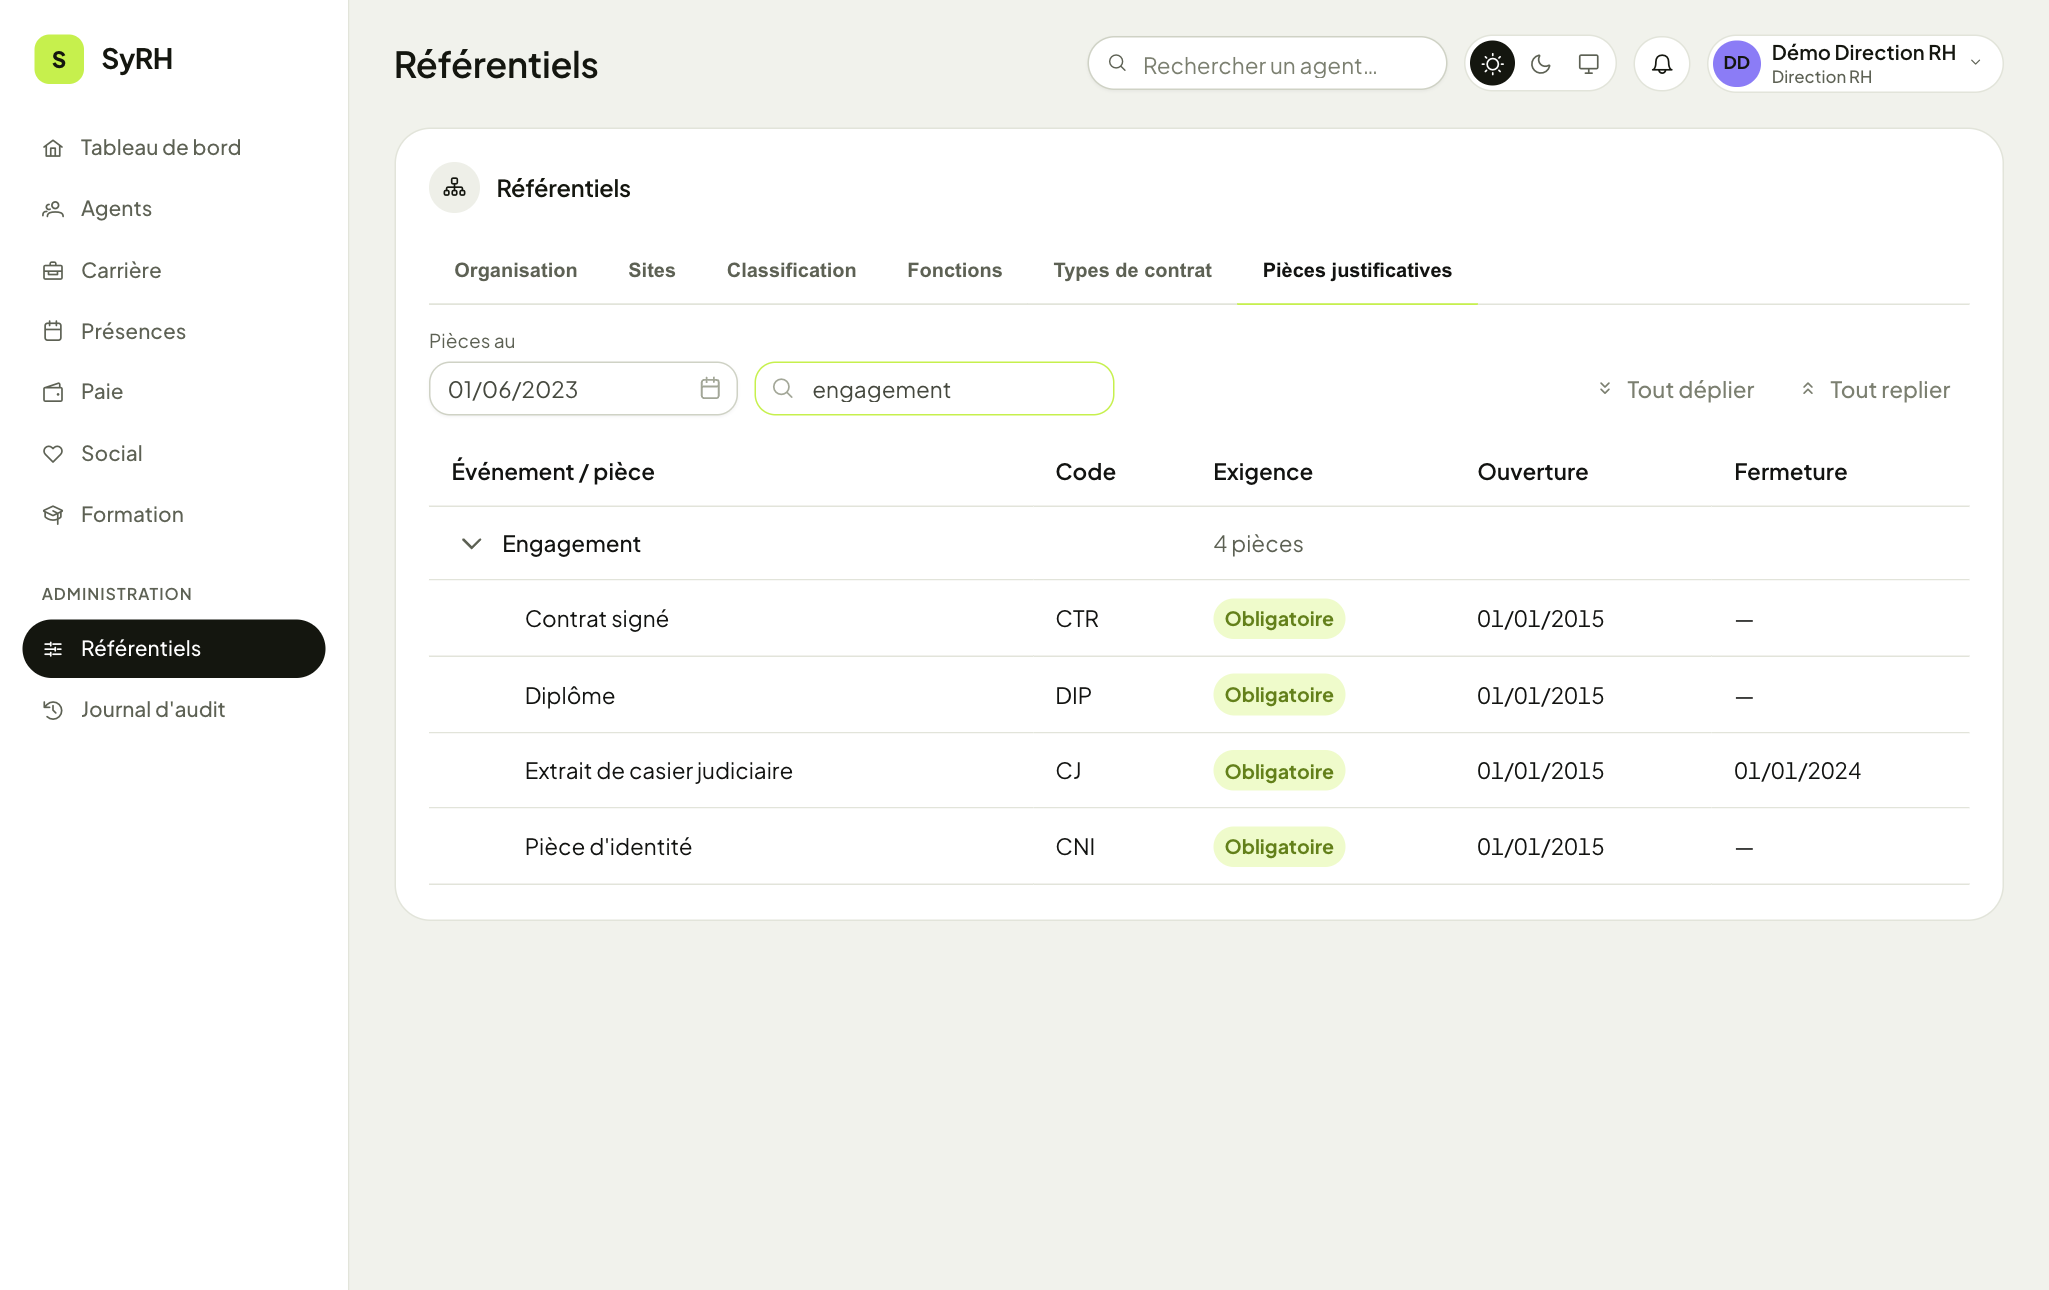 S SyRH
Tableau de bord
Agents
Carrière
Présences
Paie
Social
Formation
ADMINISTRATION
Référentiels
Journal d'audit
Référentiels
Rechercher un agent...
DD
Démo Direction RH
Direction RH
Référentiels
Organisation Sites Classification Fonctions Types de contrat Pièces justificatives
Pièces au
01/06/2023 engagement Tout déplier Tout replier
Événement / pièce Code Exigence Ouverture Fermeture
Engagement 4 pièces
Contrat signé CTR Obligatoire 01/01/2015 —
Diplôme DIP Obligatoire 01/01/2015 —
Extrait de casier judiciaire CJ Obligatoire 01/01/2015 01/01/2024
Pièce d'identité CNI Obligatoire 01/01/2015 —